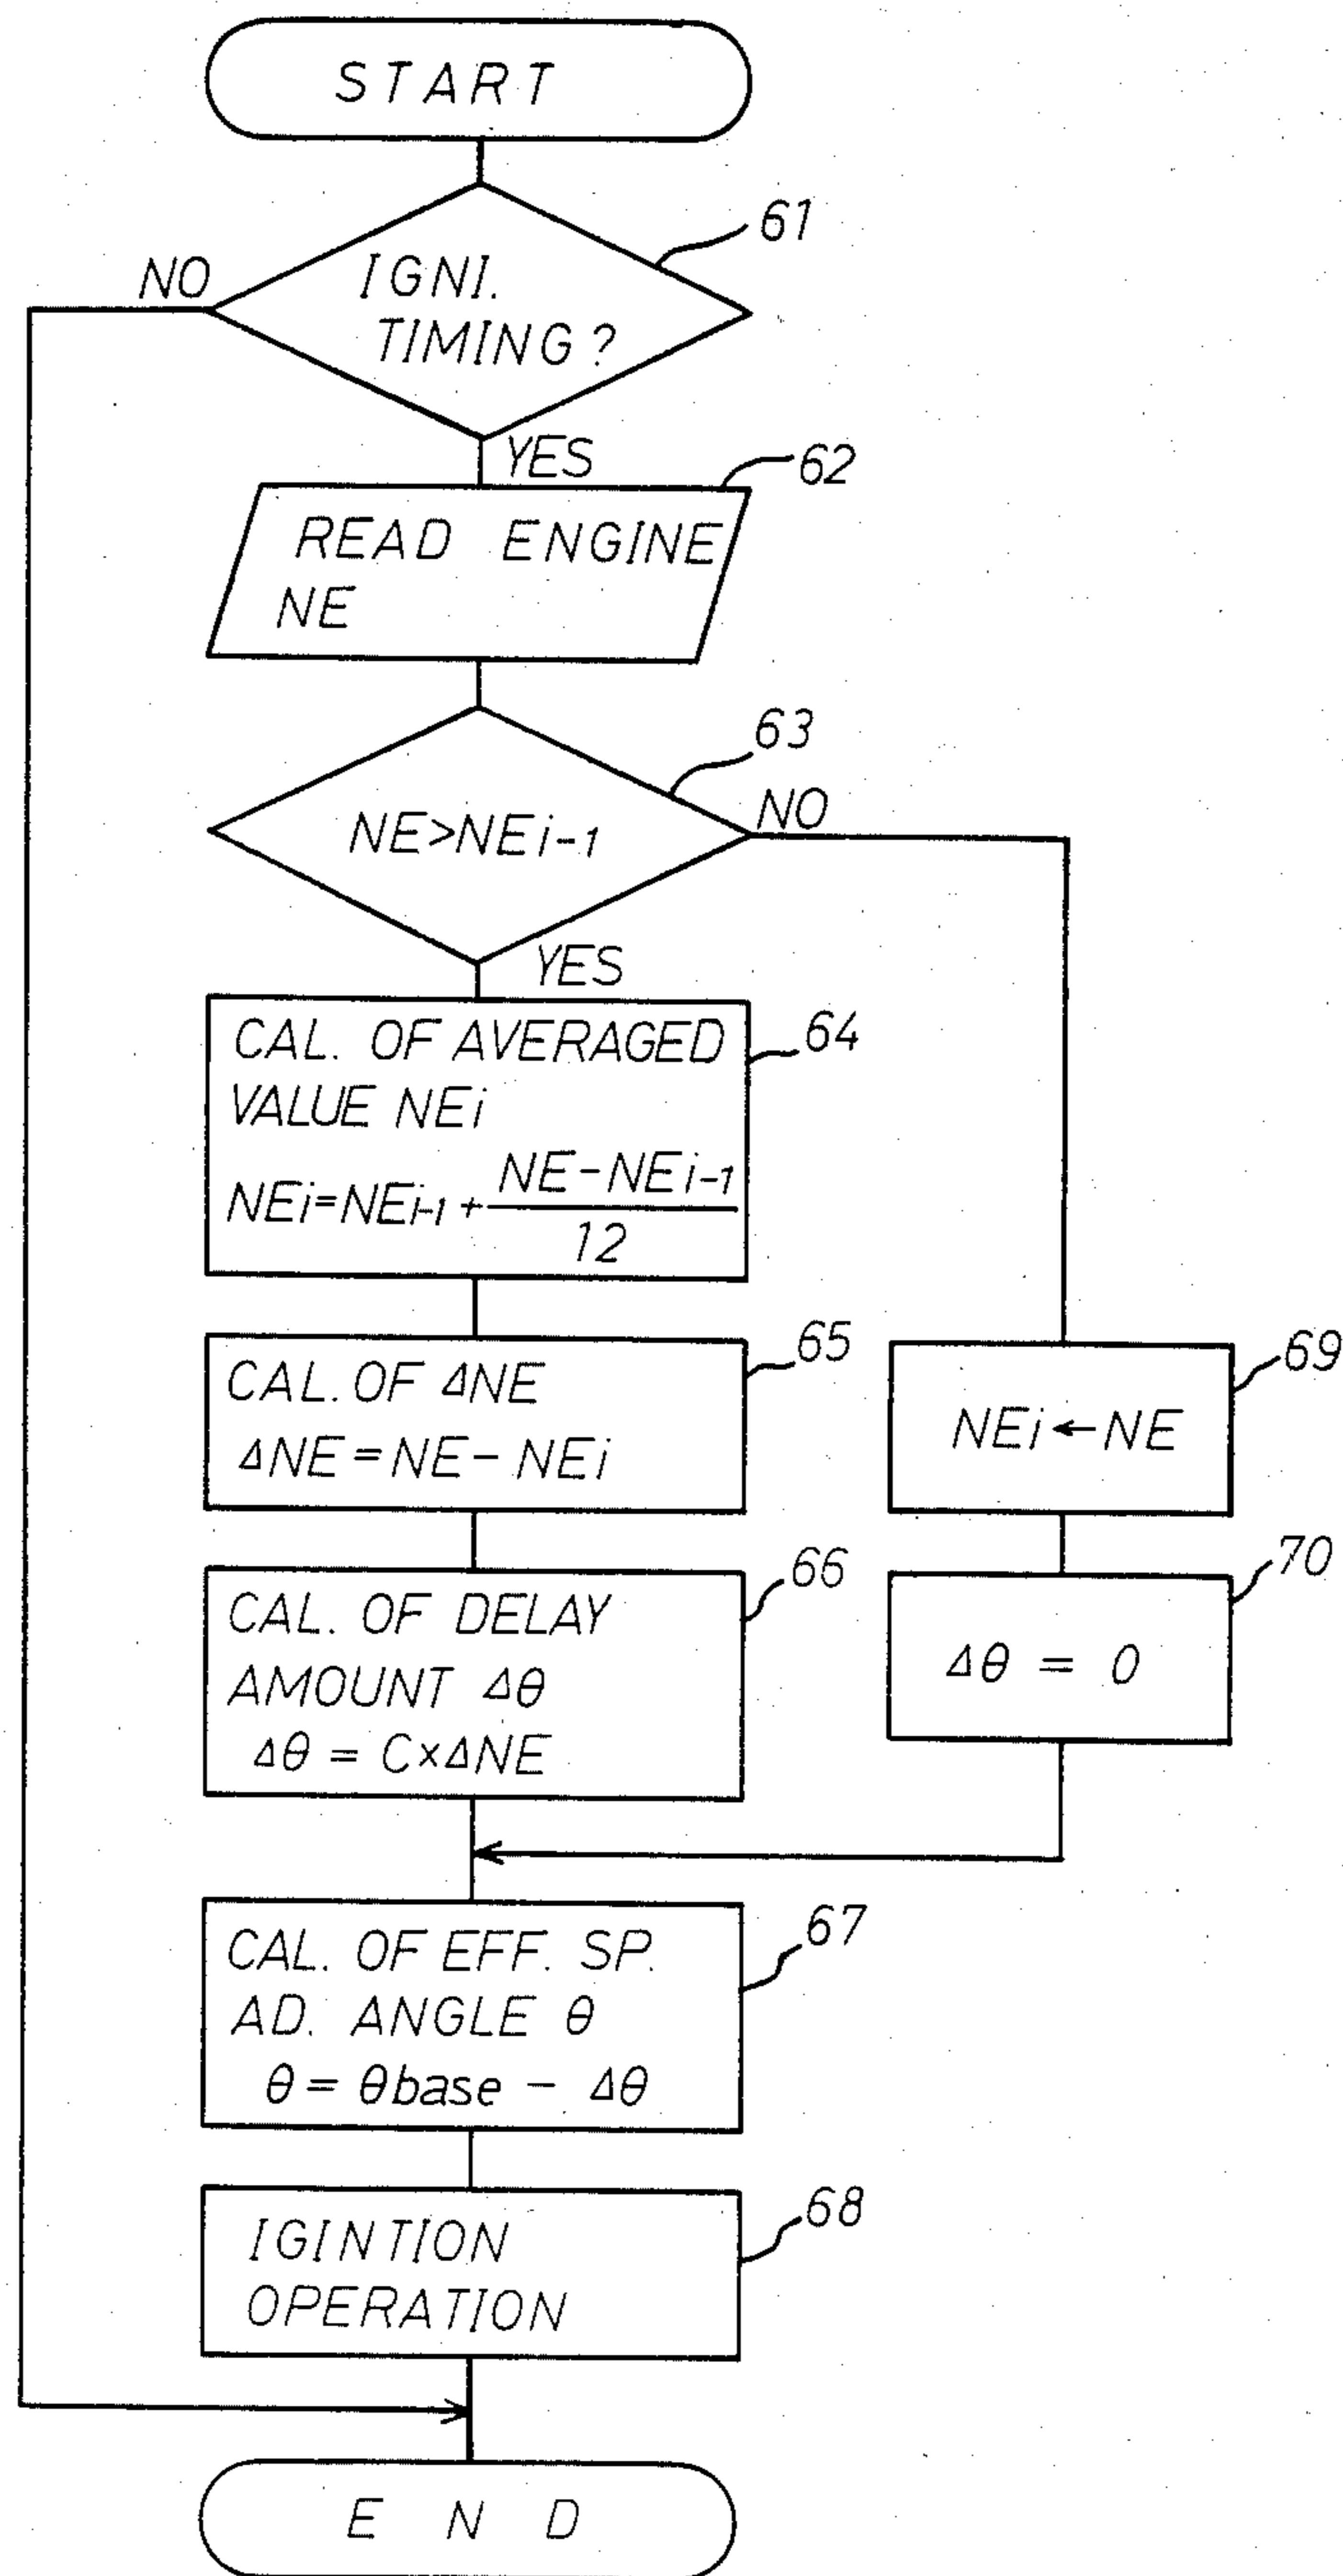 START
61
NO
IGNI.
TIMING?
YES
62
READ ENGINE
NE
63
NE>NEi-1
NO
YES
64
CAL. OF AVERAGED
VALUE NEi
NEi=NEi-1+(NE-NEi-1)/12
65
CAL. OF ΔNE
ΔNE=NE-NEi
69
NEi←NE
66
CAL. OF DELAY
AMOUNT Δθ
Δθ = C×ΔNE
70
Δθ = 0
67
CAL. OF EFF. SP.
AD. ANGLE θ
θ = θbase - Δθ
68
IGINTION
OPERATION
END